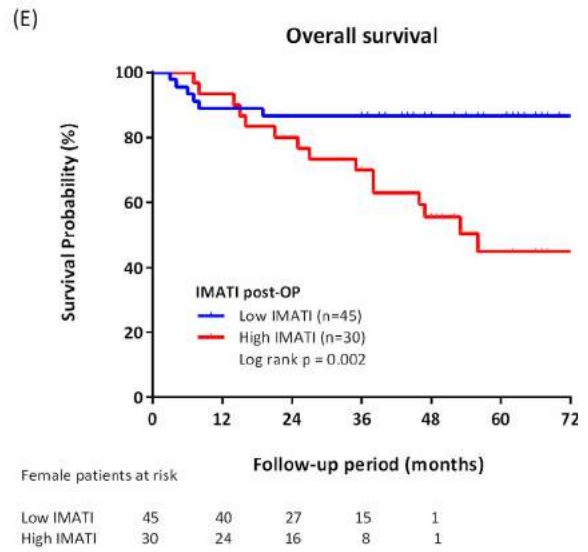 (E)
Overall survival
Survival Probability (%)
100
80
60
40
20
0
IMATI post-OP
Low IMATI (n=45)
High IMATI (n=30)
Log rank p = 0.002
0 12 24 36 48 60 72
Follow-up period (months)
Female patients at risk
Low IMATI 45 40 27 15 1
High IMATI 30 24 16 8 1